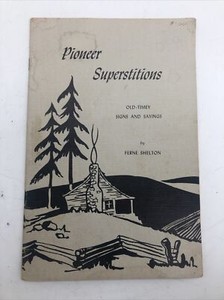 Pioneer
Superstitions
OLD-TIMEY
SIGNS AND SAYINGS
by
FERNE SHELTON